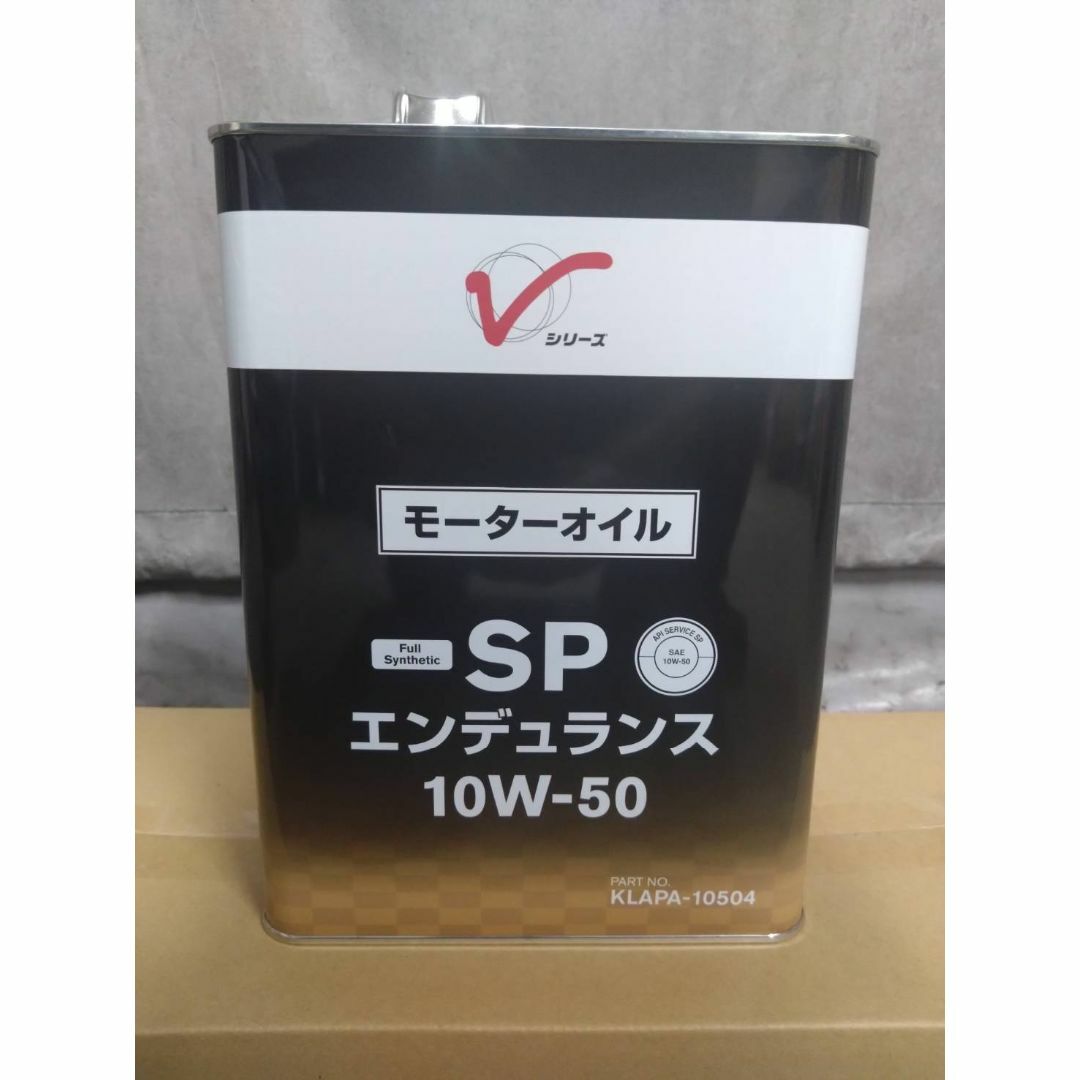 V
シリーズ
モーターオイル
Full
Synthetic
SP
API SERVICE SP
SAE
10W-50
エンデュランス
10W-50
PART NO.
KLAPA-10504